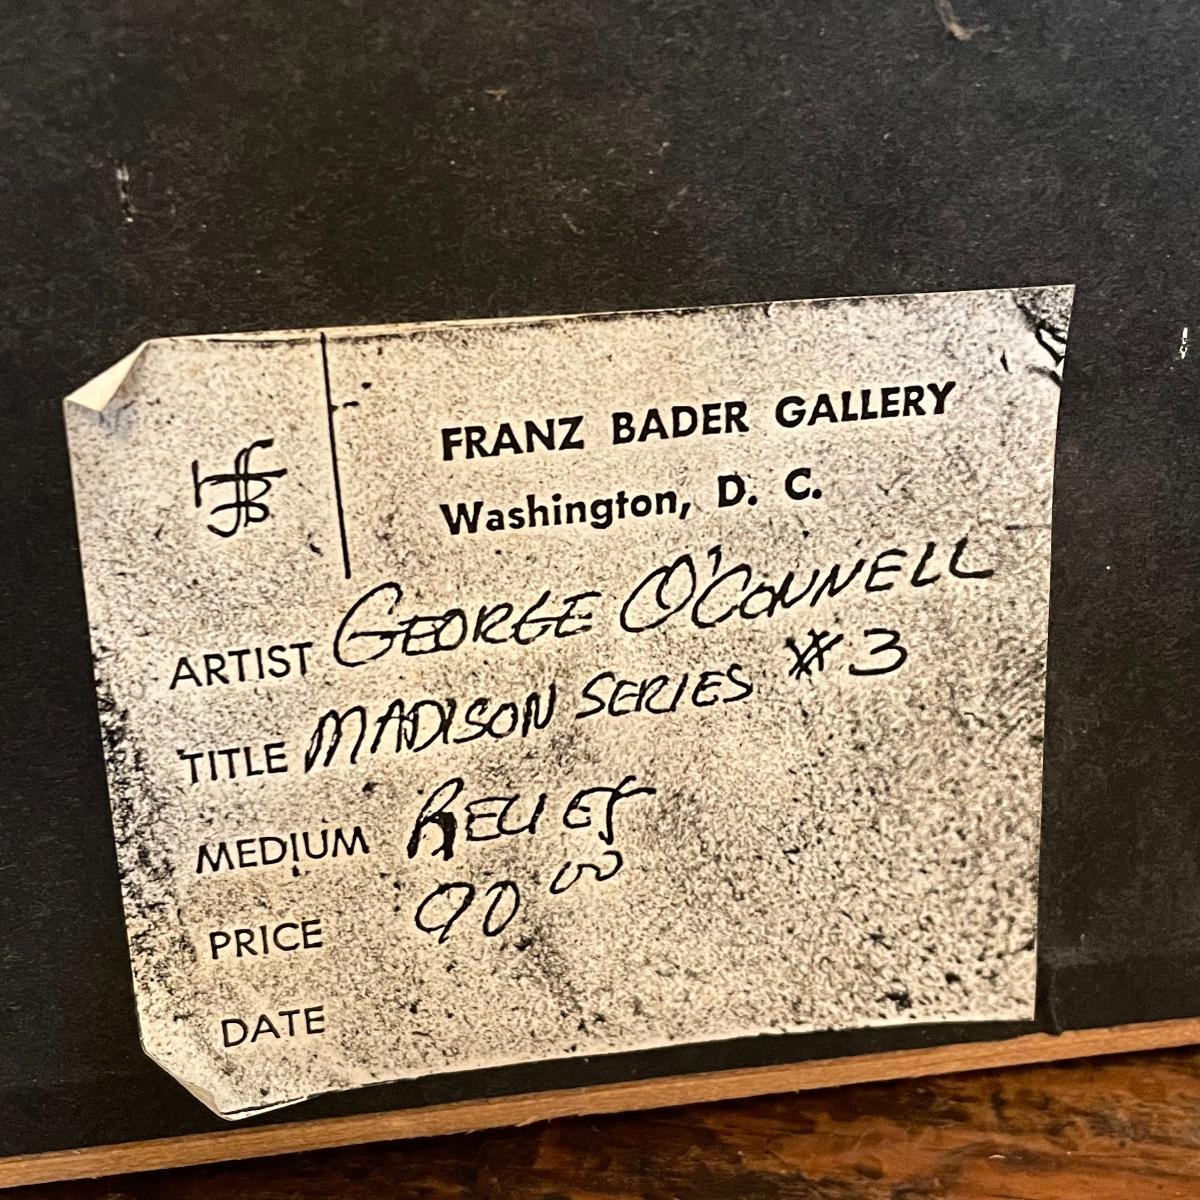 FRANZ BADER GALLERY
Washington, D. C.
ARTIST GEORGE O'CONNELL
TITLE MADISON SERIES #3
MEDIUM RELIEF
PRICE 90 00
DATE